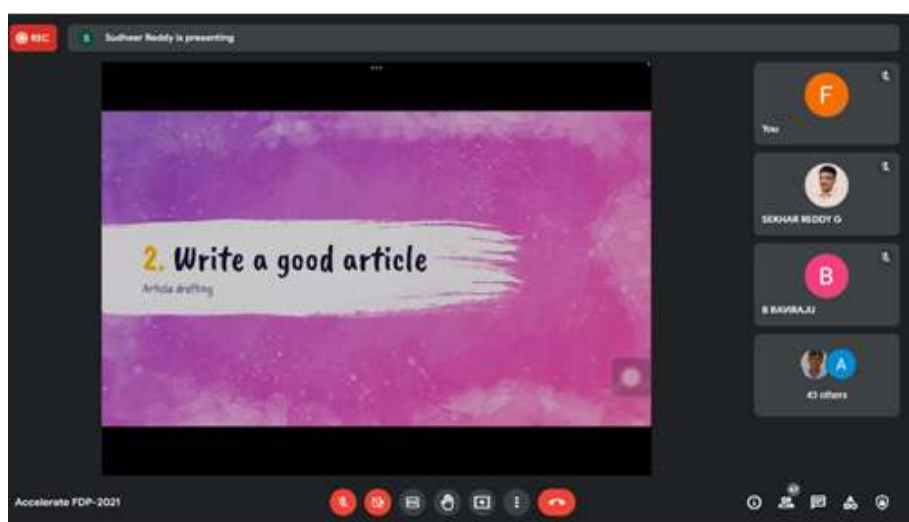 REC
S Sudheer Reddy is presenting
F
You
SEKHAR REDDY G
2. Write a good article
Article drafting
B
B RAVIRAJU
A
43 others
Accelerate FDP-2021
47